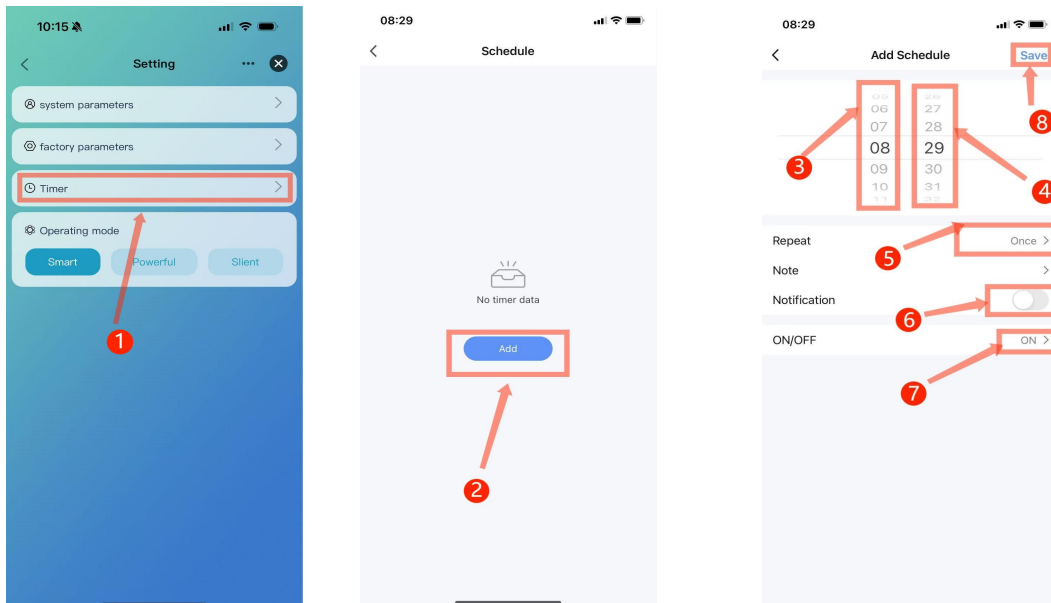 10:15
Setting
system parameters
factory parameters
Timer
Operating mode
Smart
Powerful
Slient
1
08:29
Schedule
No timer data
Add
2
08:29
Add Schedule
Save
8
06
27
07
28
08
29
09
30
10
31
3
4
Repeat
Once
5
Note
Notification
6
ON/OFF
ON
7